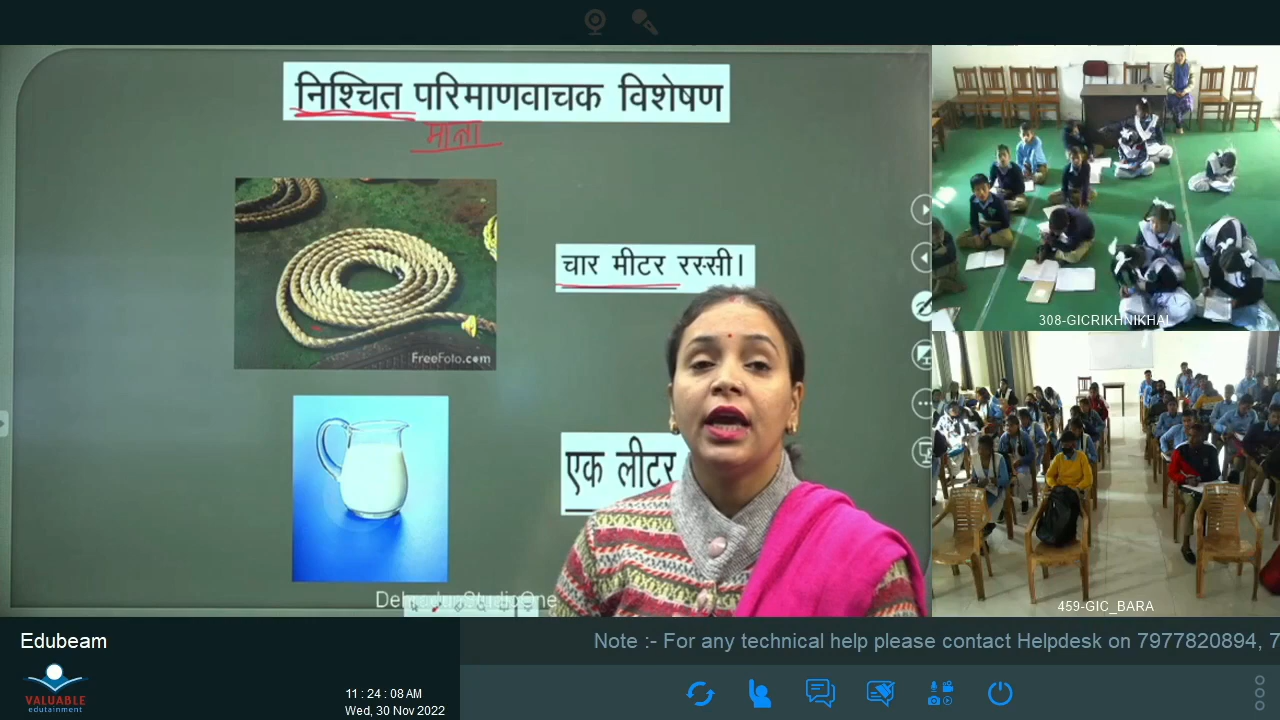 निश्चित परिमाणवाचक विशेषण
मात्रा
चार मीटर रस्सी।
FreeFoto.com
एक लीटर
DehradunStudioOne
308-GICRIKHNIKHAL
459-GIC_BARA
Edubeam
Note :- For any technical help please contact Helpdesk on 7977820894, 7
VALUABLE
edutainment
11 : 24 : 08 AM
Wed, 30 Nov 2022